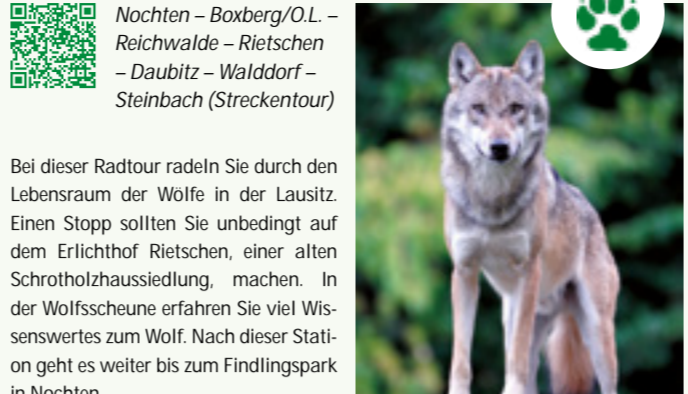 Nochten – Boxberg/O.L. –
Reichwalde – Rietschen
– Daubitz – Walddorf –
Steinbach (Streckentour)
Bei dieser Radtour radeln Sie durch den
Lebensraum der Wölfe in der Lausitz.
Einen Stopp sollten Sie unbedingt auf
dem Erlichthof Rietschen, einer alten
Schrotholzhaussiedlung, machen. In
der Wolfsscheune erfahren Sie viel Wis-
senswertes zum Wolf. Nach dieser Stati-
on geht es weiter bis zum Findlingspark
in Nochten